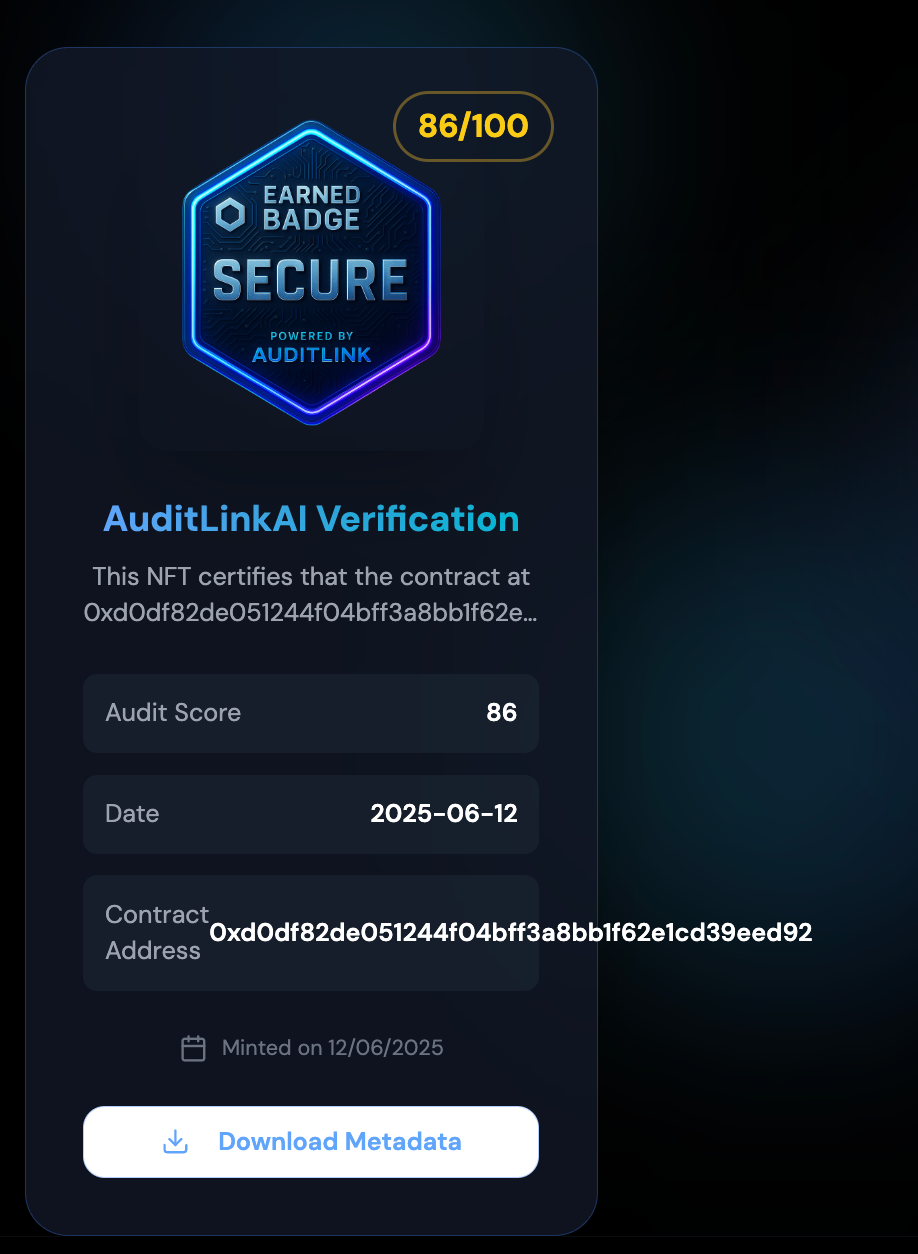 86/100
EARNED
BADGE
SECURE
POWERED BY
AUDITLINK
AuditLinkAI Verification
This NFT certifies that the contract at
0xd0df82de051244f04bff3a8bb1f62e...
Audit Score 86
Date 2025-06-12
Contract
Address 0xd0df82de051244f04bff3a8bb1f62e1cd39eed92
Minted on 12/06/2025
Download Metadata